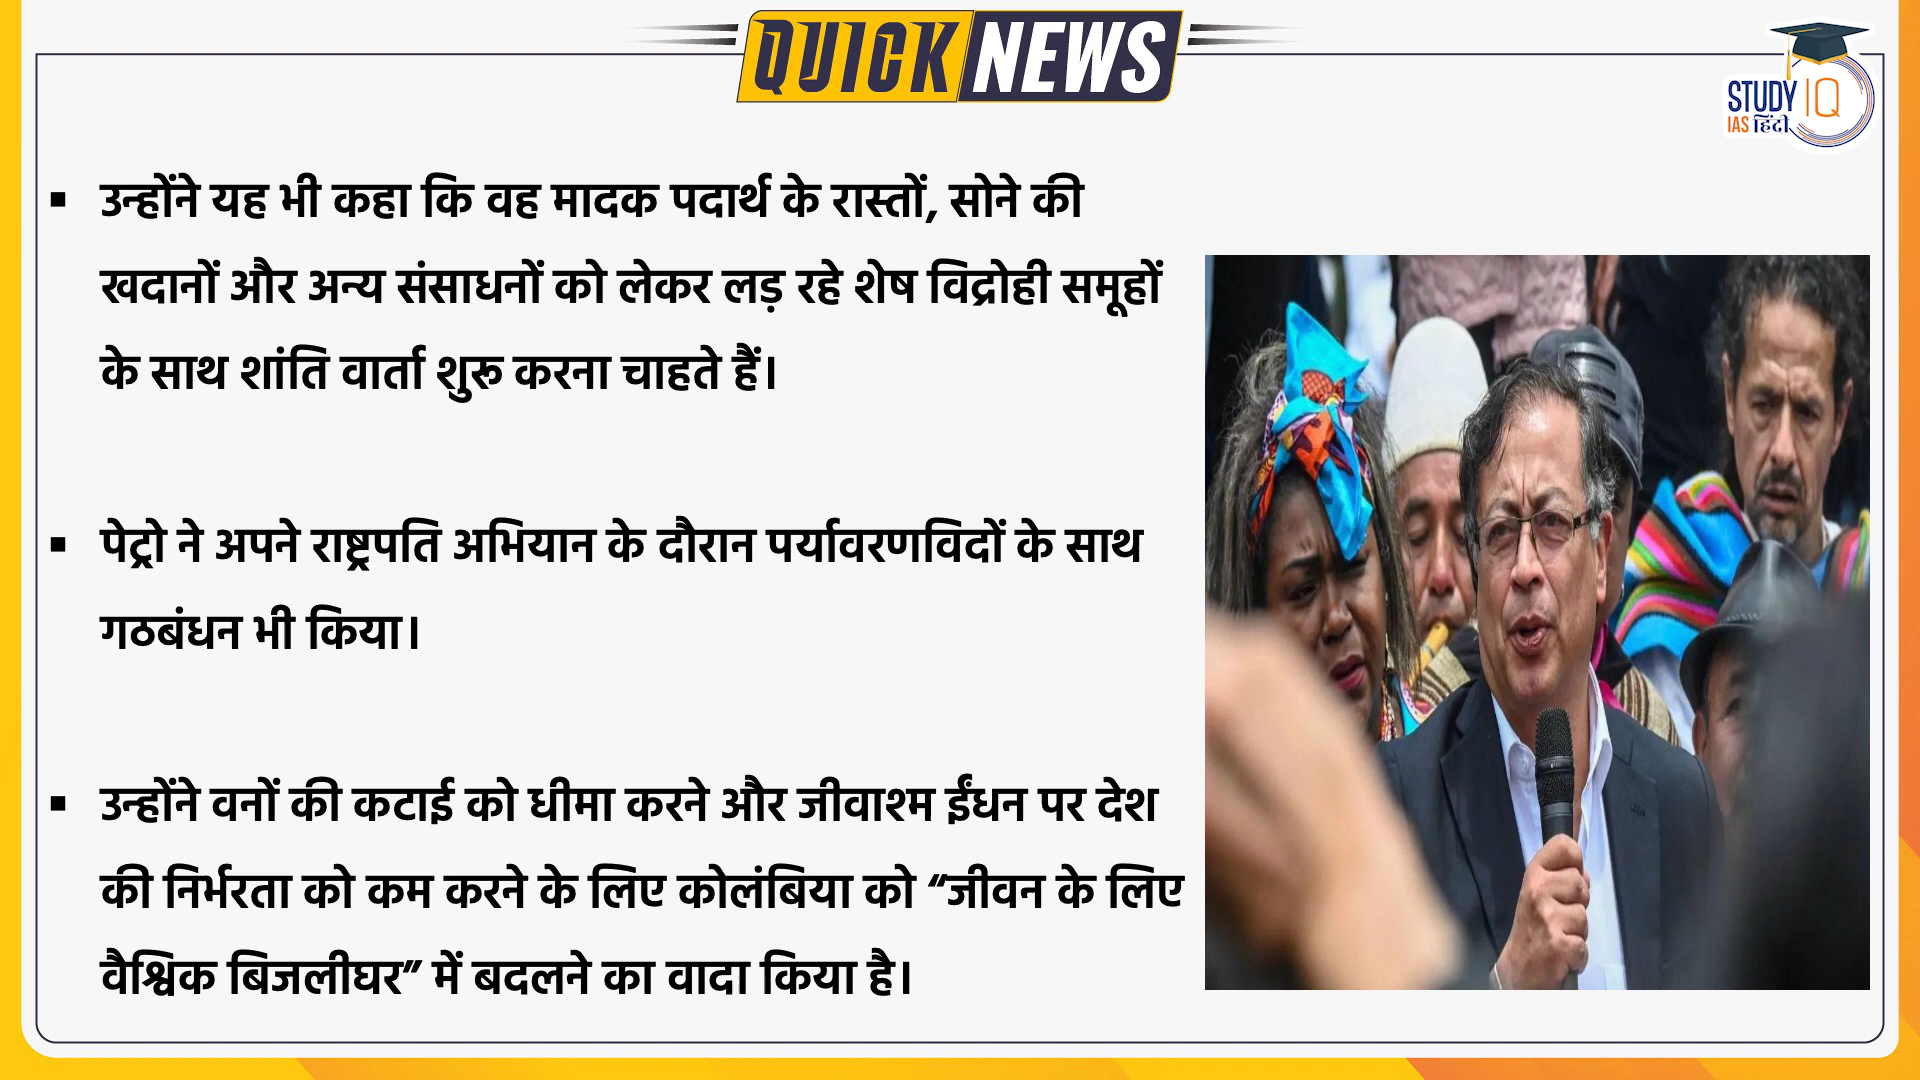 QUICK NEWS
STUDY IQ
IAS हिंदी
▪ उन्होंने यह भी कहा कि वह मादक पदार्थ के रास्तों, सोने की
खदानों और अन्य संसाधनों को लेकर लड़ रहे शेष विद्रोही समूहों
के साथ शांति वार्ता शुरू करना चाहते हैं।
▪ पेट्रो ने अपने राष्ट्रपति अभियान के दौरान पर्यावरणविदों के साथ
गठबंधन भी किया।
▪ उन्होंने वनों की कटाई को धीमा करने और जीवाश्म ईंधन पर देश
की निर्भरता को कम करने के लिए कोलंबिया को “जीवन के लिए
वैश्विक बिजलीघर” में बदलने का वादा किया है।